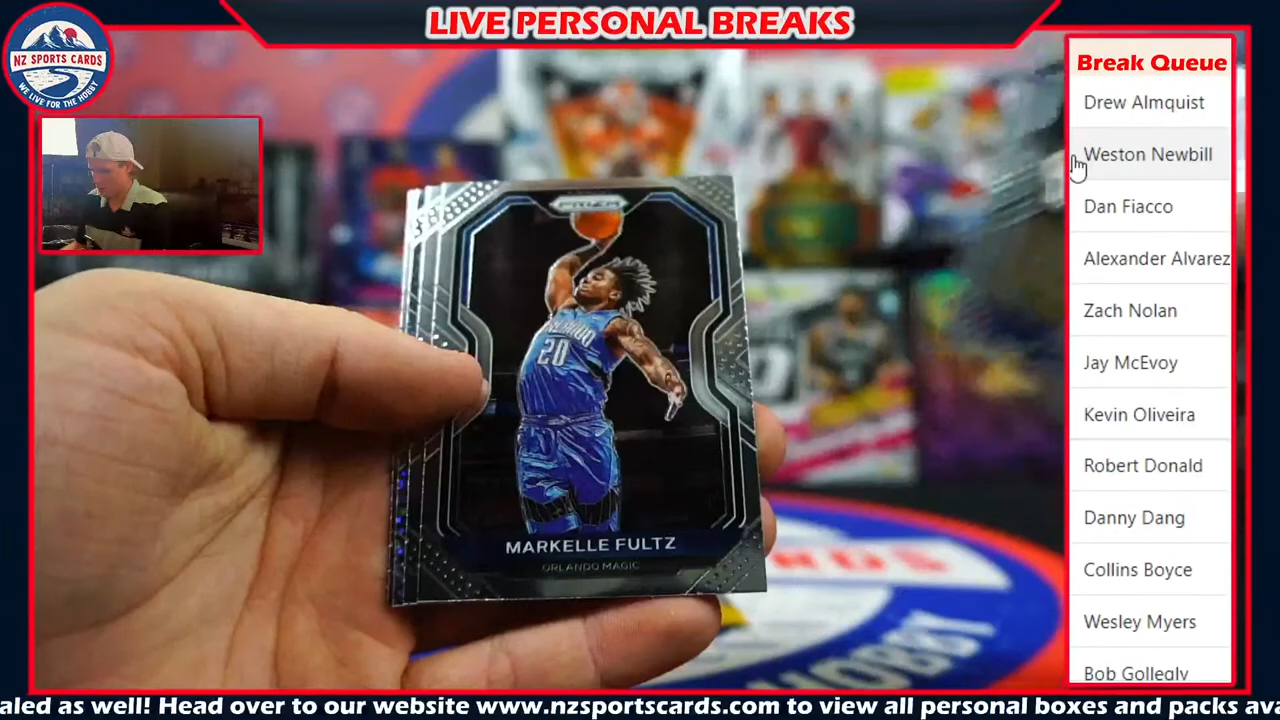 LIVE PERSONAL BREAKS
NZ SPORTS CARDS
WE LIVE FOR THE HOBBY
Break Queue
Drew Almquist
Weston Newbill
Dan Fiacco
Alexander Alvarez
Zach Nolan
Jay McEvoy
Kevin Oliveira
Robert Donald
Danny Dang
Collins Boyce
Wesley Myers
Bob Gollegly
PRIZM
ORLANDO
20
MARKELLE FULTZ
ORLANDO MAGIC
HOBBY
aled as well! Head over to our website www.nzsportscards.com to view all personal boxes and packs ava